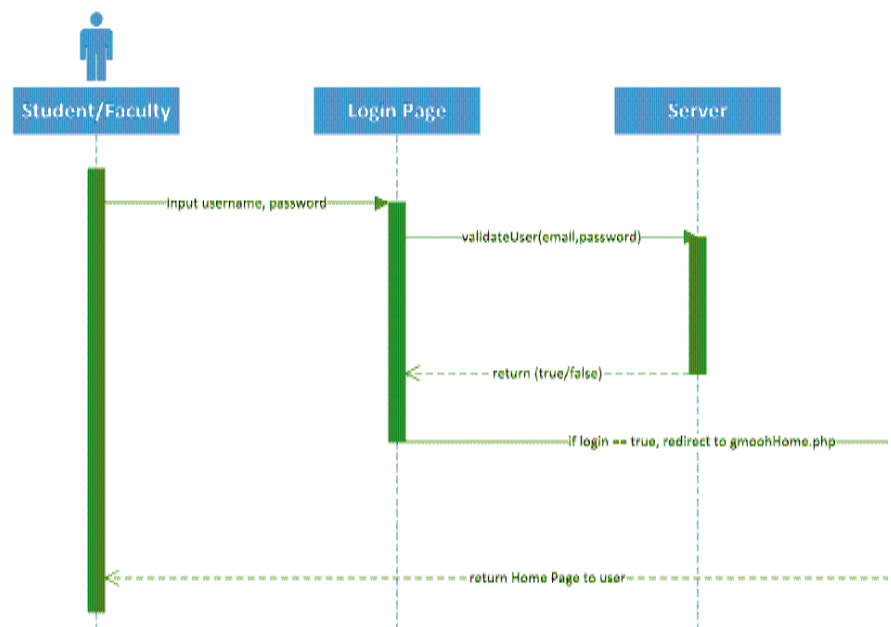 Student/Faculty
Login Page
Server
Input username, password
validateUser(email,password)
return (true/false)
if login == true, redirect to gmoohHome.php
return Home Page to user